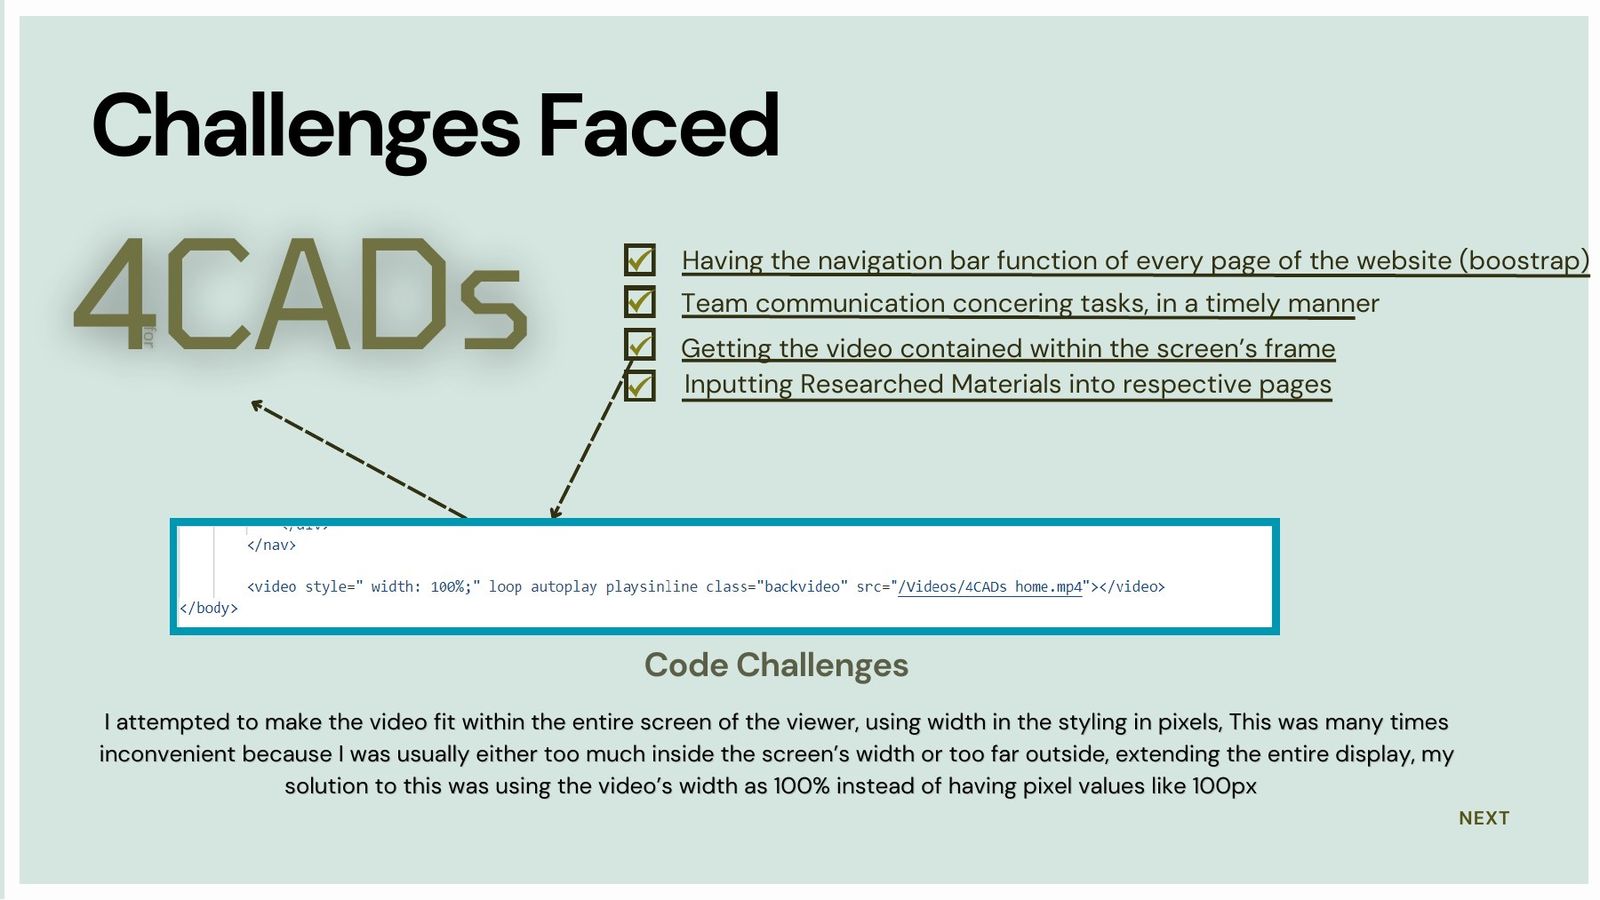 Challenges Faced
4CADs
for
Having the navigation bar function of every page of the website (boostrap)
Team communication concering tasks, in a timely manner
Getting the video contained within the screen's frame
Inputting Researched Materials into respective pages
</div>
</nav>
<video style=" width: 100%;" loop autoplay playsinline class="backvideo" src="/Videos/4CADs home.mp4"></video>
</body>
Code Challenges
I attempted to make the video fit within the entire screen of the viewer, using width in the styling in pixels, This was many times
inconvenient because I was usually either too much inside the screen's width or too far outside, extending the entire display, my
solution to this was using the video's width as 100% instead of having pixel values like 100px
NEXT